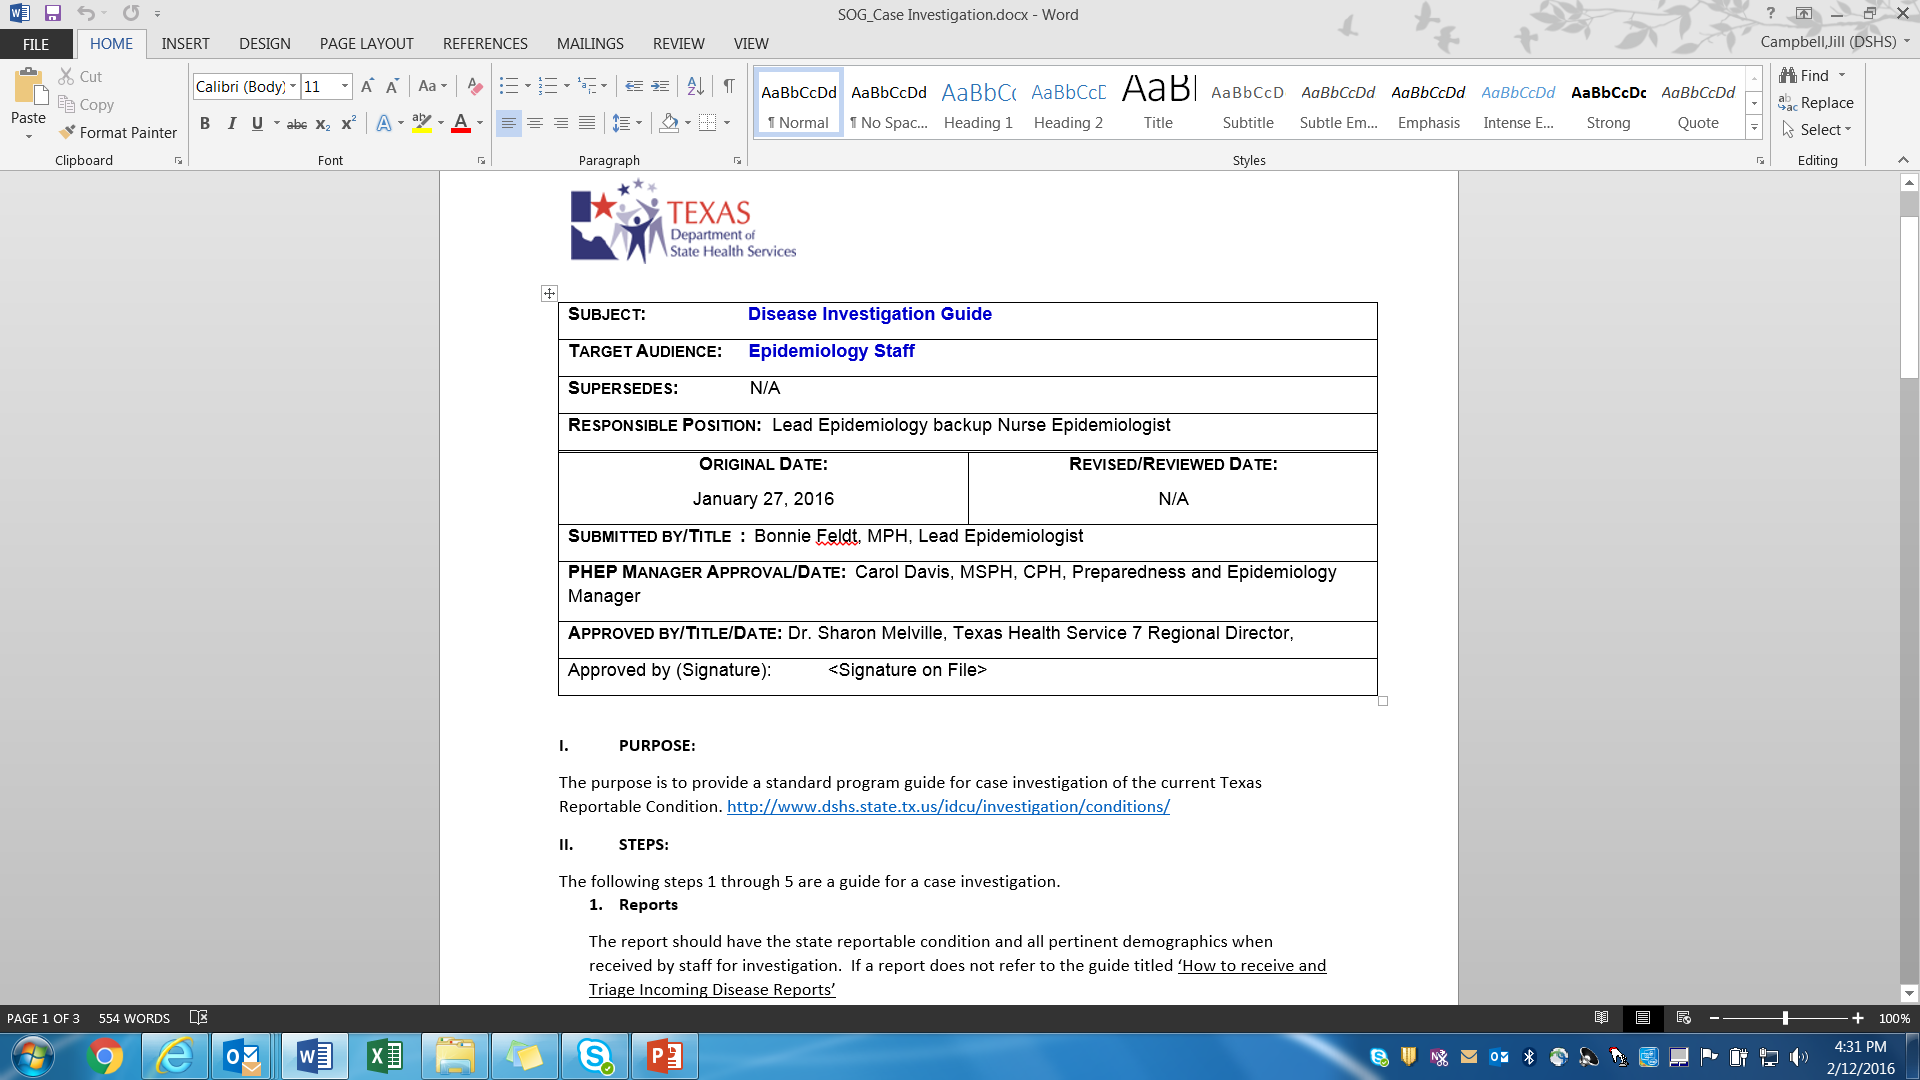 SOG_Case Investigation.docx - Word
FILE HOME INSERT DESIGN PAGE LAYOUT REFERENCES MAILINGS REVIEW VIEW Campbell,Jill (DSHS)
Paste
Cut
Copy
Format Painter
Clipboard
Calibri (Body) 11
Font
Paragraph
AaBbCcDd AaBbCcDd AaBbCc AaBbCcC AaBl AaBbCcD AaBbCcDd AaBbCcDd AaBbCcDd AaBbCcDc AaBbCcDd
¶ Normal ¶ No Spac... Heading 1 Heading 2 Title Subtitle Subtle Em... Emphasis Intense E... Strong Quote
Styles
Find
Replace
Select
Editing
TEXAS
Department of
State Health Services
SUBJECT: Disease Investigation Guide
TARGET AUDIENCE: Epidemiology Staff
SUPERSEDES: N/A
RESPONSIBLE POSITION: Lead Epidemiology backup Nurse Epidemiologist
ORIGINAL DATE: REVISED/REVIEWED DATE:
January 27, 2016 N/A
SUBMITTED BY/TITLE : Bonnie Feldt, MPH, Lead Epidemiologist
PHEP MANAGER APPROVAL/DATE: Carol Davis, MSPH, CPH, Preparedness and Epidemiology
Manager
APPROVED BY/TITLE/DATE: Dr. Sharon Melville, Texas Health Service 7 Regional Director,
Approved by (Signature): <Signature on File>
I. PURPOSE:
The purpose is to provide a standard program guide for case investigation of the current Texas
Reportable Condition. http://www.dshs.state.tx.us/idcu/investigation/conditions/
II. STEPS:
The following steps 1 through 5 are a guide for a case investigation.
1. Reports
The report should have the state reportable condition and all pertinent demographics when
received by staff for investigation.  If a report does not refer to the guide titled ‘How to receive and
Triage Incoming Disease Reports’
PAGE 1 OF 3 554 WORDS 100%
4:31 PM
2/12/2016